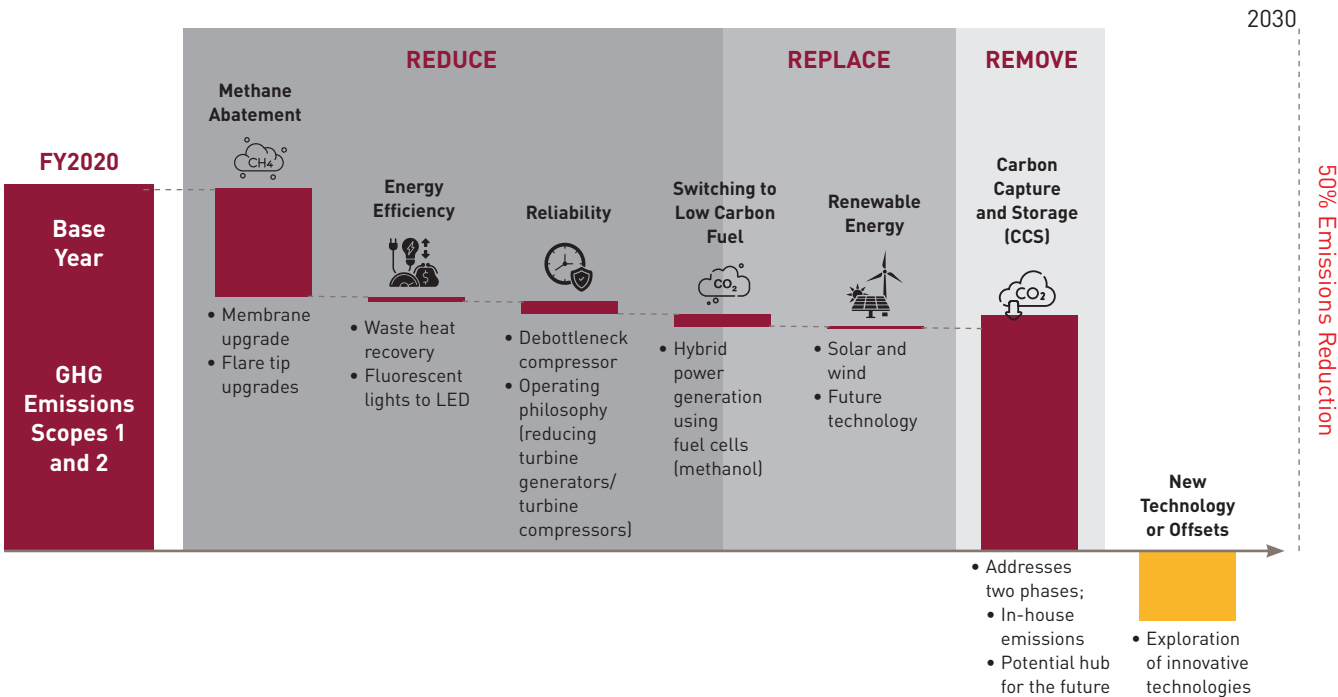 2030
REDUCE
REPLACE
REMOVE
FY2020
Base
Year
GHG
Emissions
Scopes 1
and 2
Methane
Abatement
CH4
• Membrane
upgrade
• Flare tip
upgrades
Energy
Efficiency
$
• Waste heat
recovery
• Fluorescent
lights to LED
Reliability
• Debottleneck
compressor
• Operating
philosophy
(reducing
turbine
generators/
turbine
compressors)
Switching to
Low Carbon
Fuel
CO2
• Hybrid
power
generation
using
fuel cells
(methanol)
Renewable
Energy
• Solar and
wind
• Future
technology
Carbon
Capture
and Storage
(CCS)
CO2
• Addresses
two phases;
• In-house
emissions
• Potential hub
for the future
New
Technology
or Offsets
• Exploration
of innovative
technologies
50% Emissions Reduction